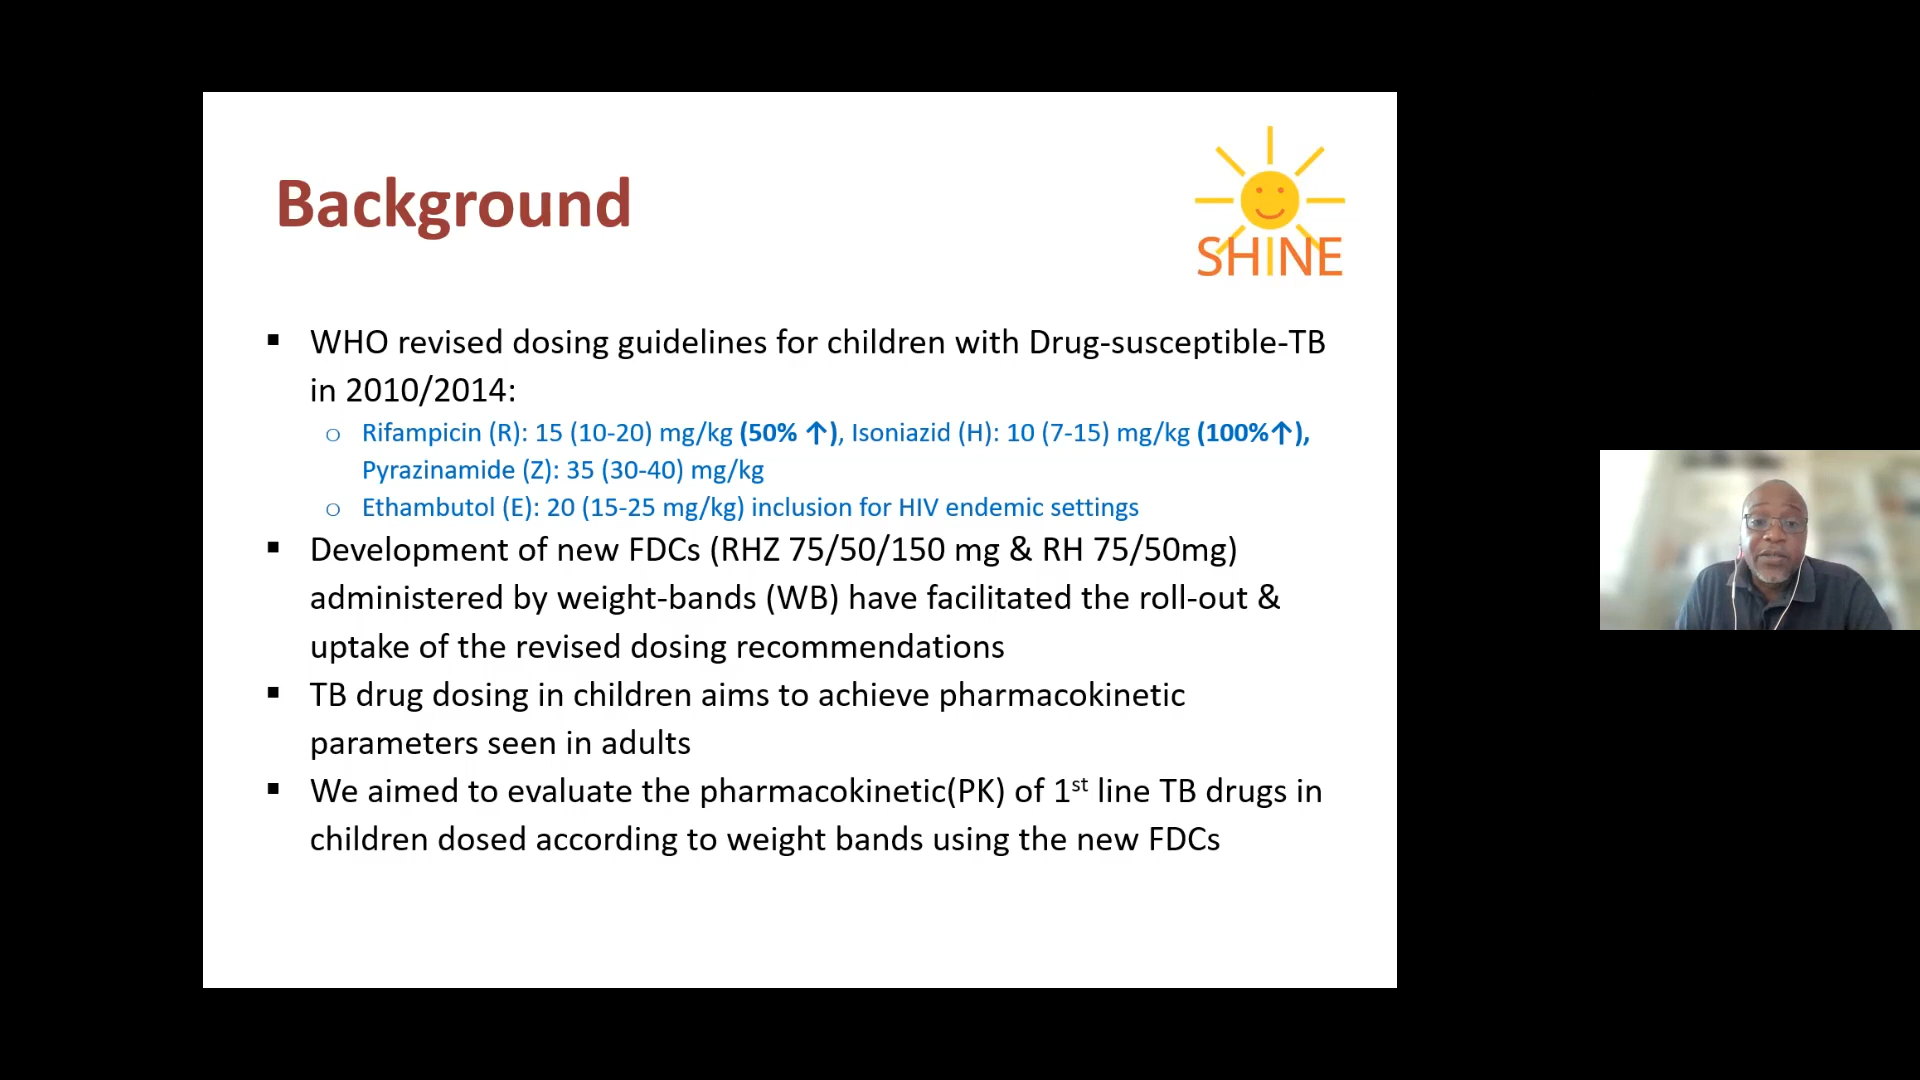 Background
SHINE
▪ WHO revised dosing guidelines for children with Drug-susceptible-TB
in 2010/2014:
o Rifampicin (R): 15 (10-20) mg/kg (50% ↑), Isoniazid (H): 10 (7-15) mg/kg (100%↑),
Pyrazinamide (Z): 35 (30-40) mg/kg
o Ethambutol (E): 20 (15-25 mg/kg) inclusion for HIV endemic settings
▪ Development of new FDCs (RHZ 75/50/150 mg & RH 75/50mg)
administered by weight-bands (WB) have facilitated the roll-out &
uptake of the revised dosing recommendations
▪ TB drug dosing in children aims to achieve pharmacokinetic
parameters seen in adults
▪ We aimed to evaluate the pharmacokinetic(PK) of 1st line TB drugs in
children dosed according to weight bands using the new FDCs